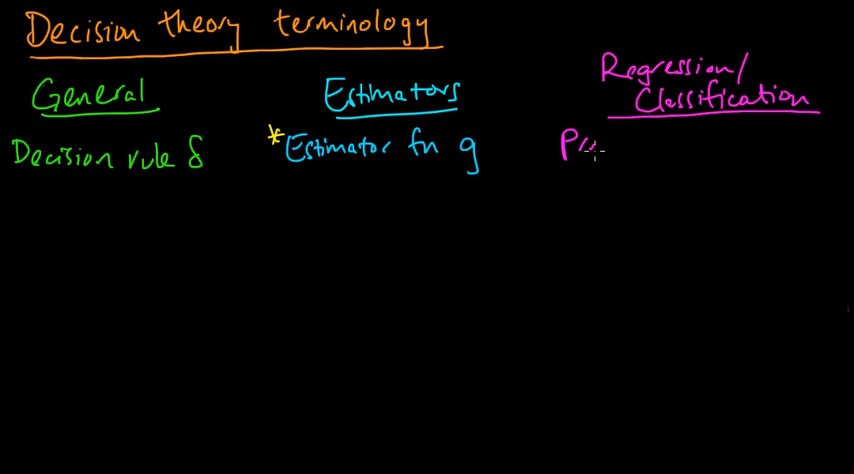 Decision theory terminology
General
Estimators
Regression/
Classification
Decision rule δ
*Estimator fn g